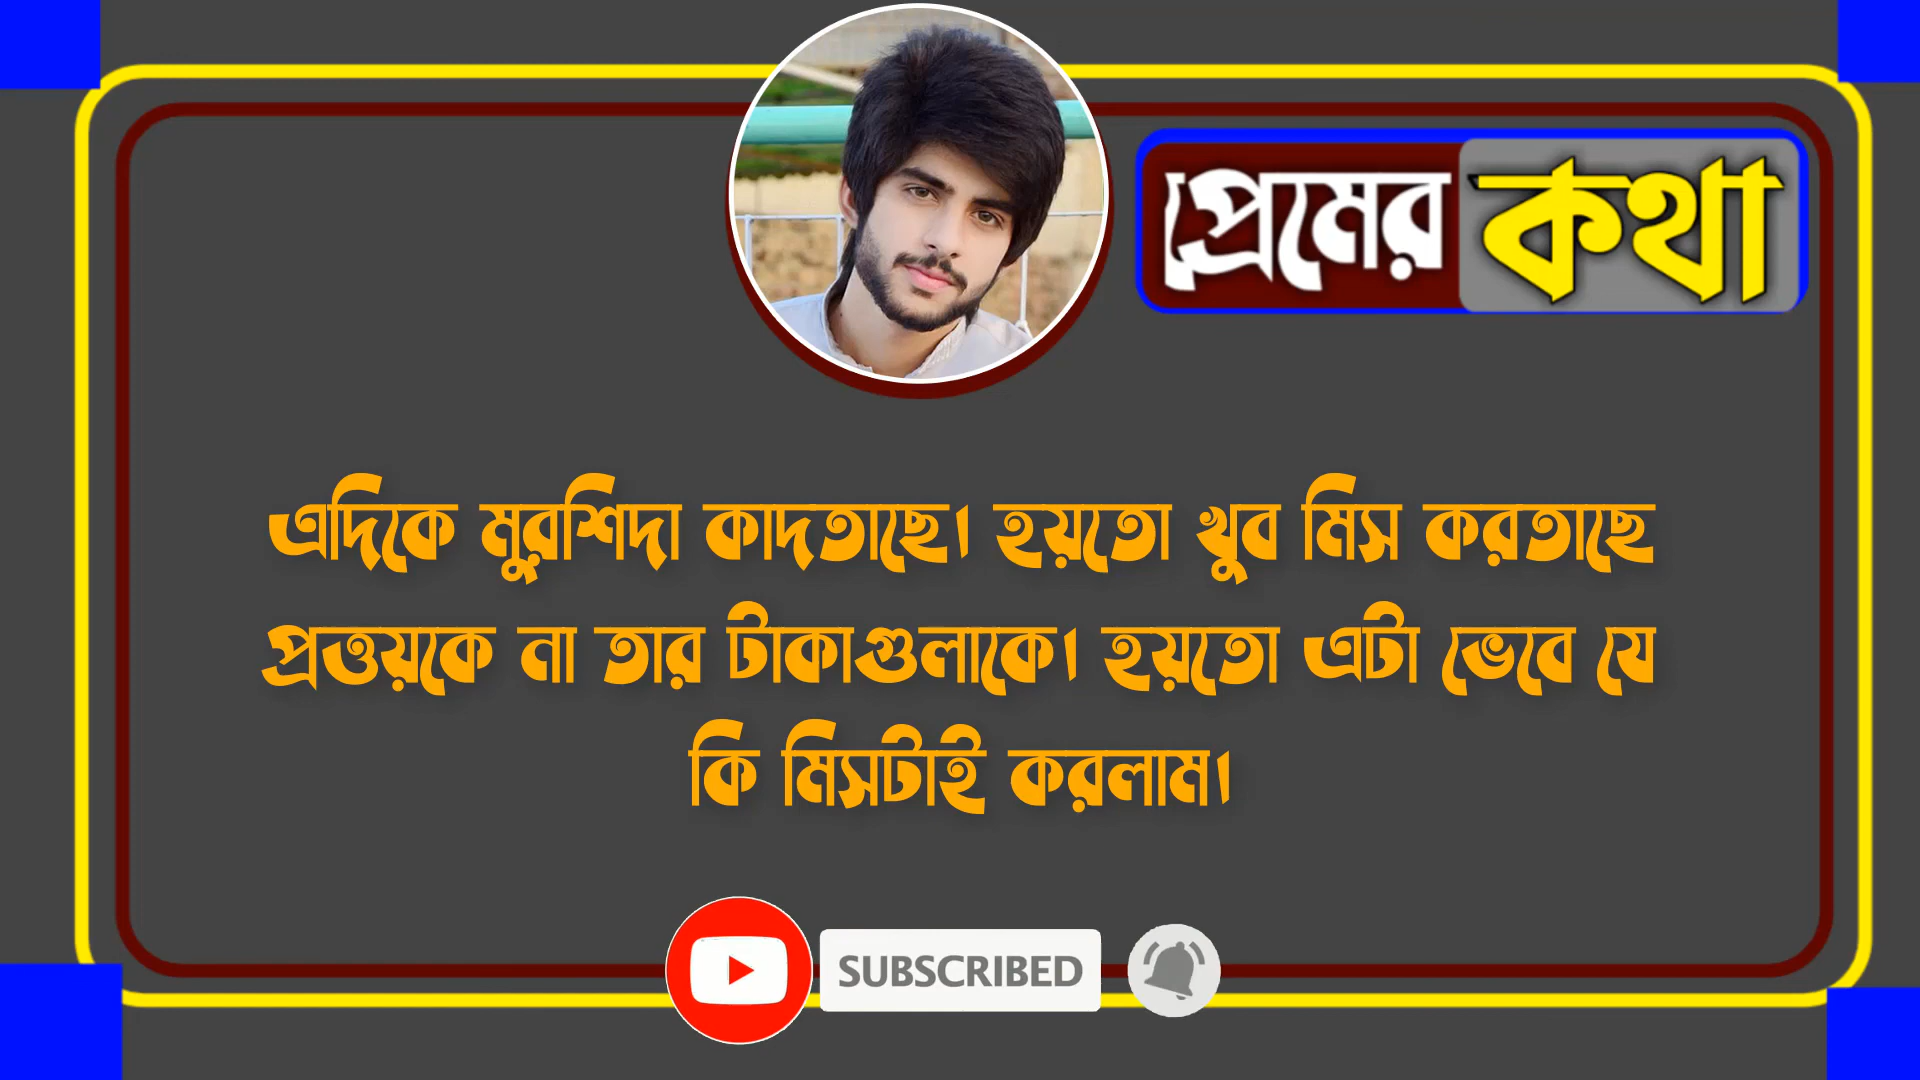 প্রেমের কথা
এদিকে মুরশিদা কাদতাছে। হয়তো খুব মিস করতাছে
প্রত্তয়কে না তার টাকাগুলাকে। হয়তো এটা ভেবে যে
কি মিসটাই করলাম।
SUBSCRIBED